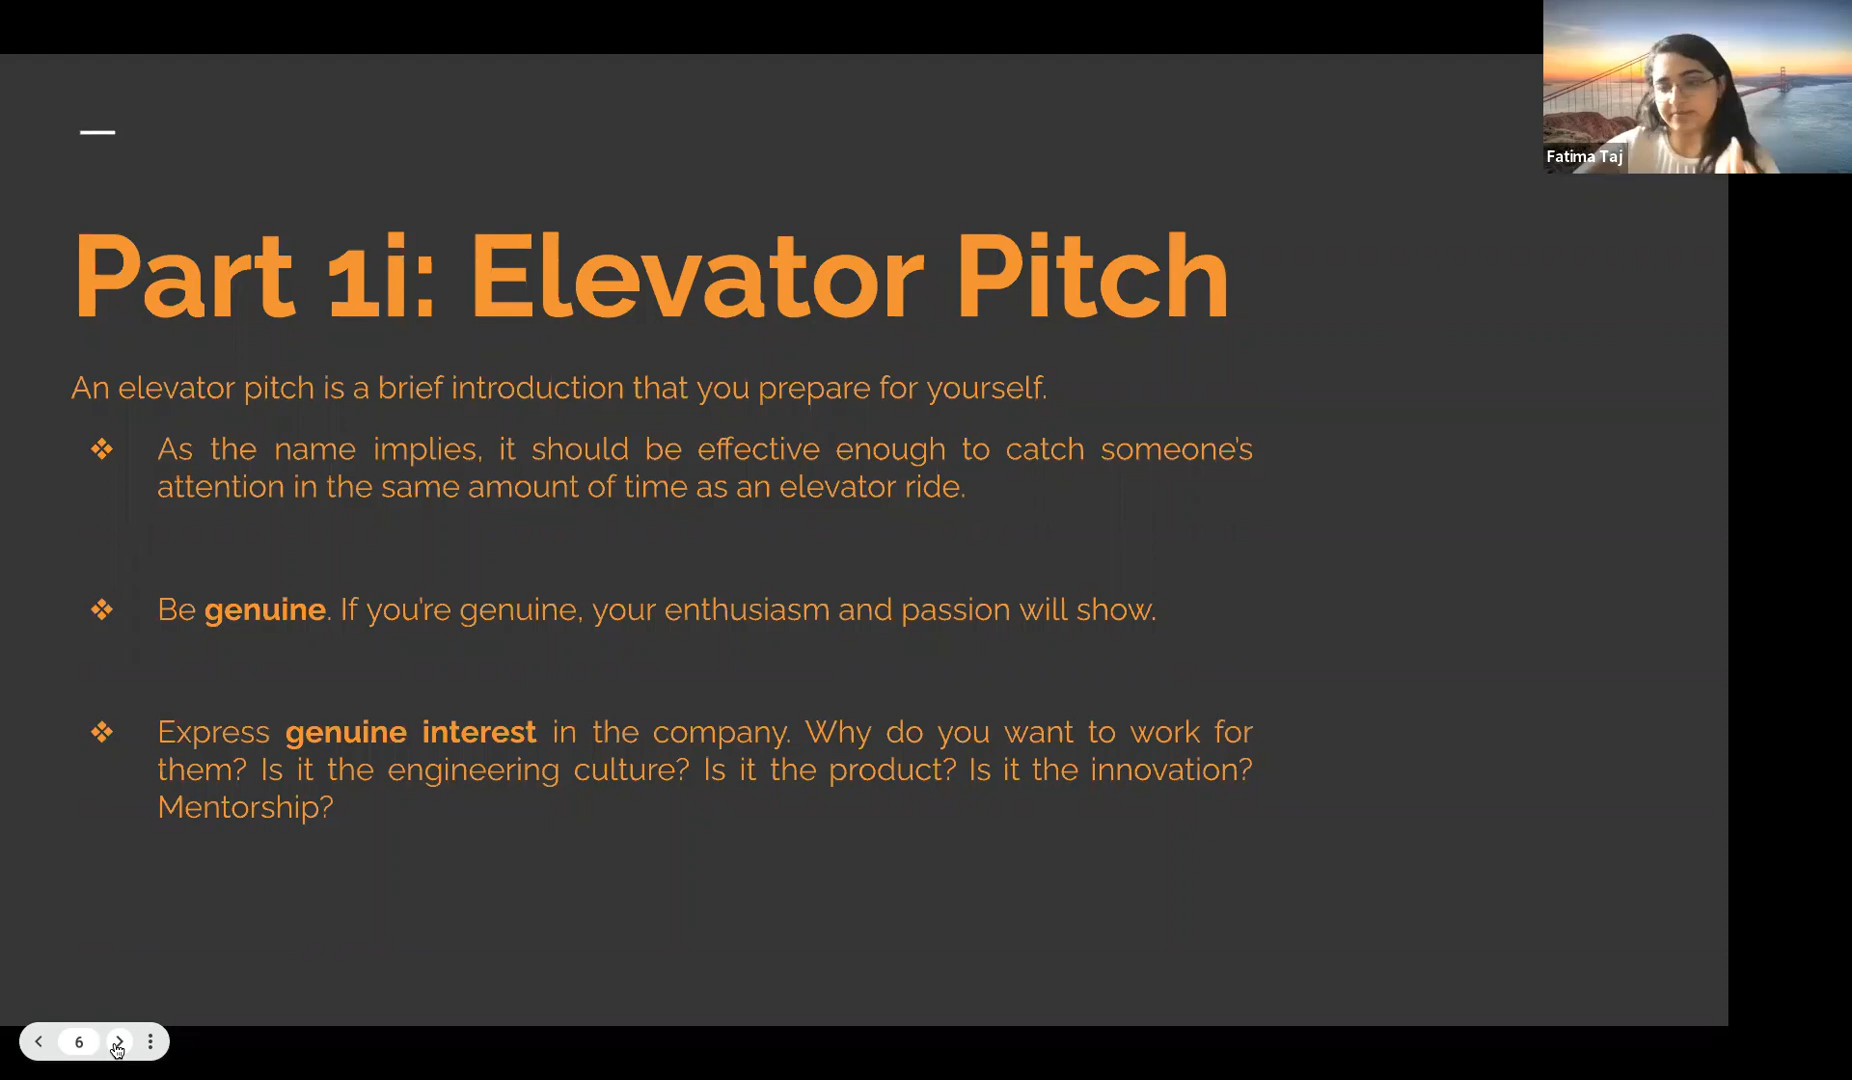 Fatima Taj
Part 1i: Elevator Pitch
An elevator pitch is a brief introduction that you prepare for yourself.
❖ As the name implies, it should be effective enough to catch someone's
attention in the same amount of time as an elevator ride.
❖ Be genuine. If you're genuine, your enthusiasm and passion will show.
❖ Express genuine interest in the company. Why do you want to work for
them? Is it the engineering culture? Is it the product? Is it the innovation?
Mentorship?
6